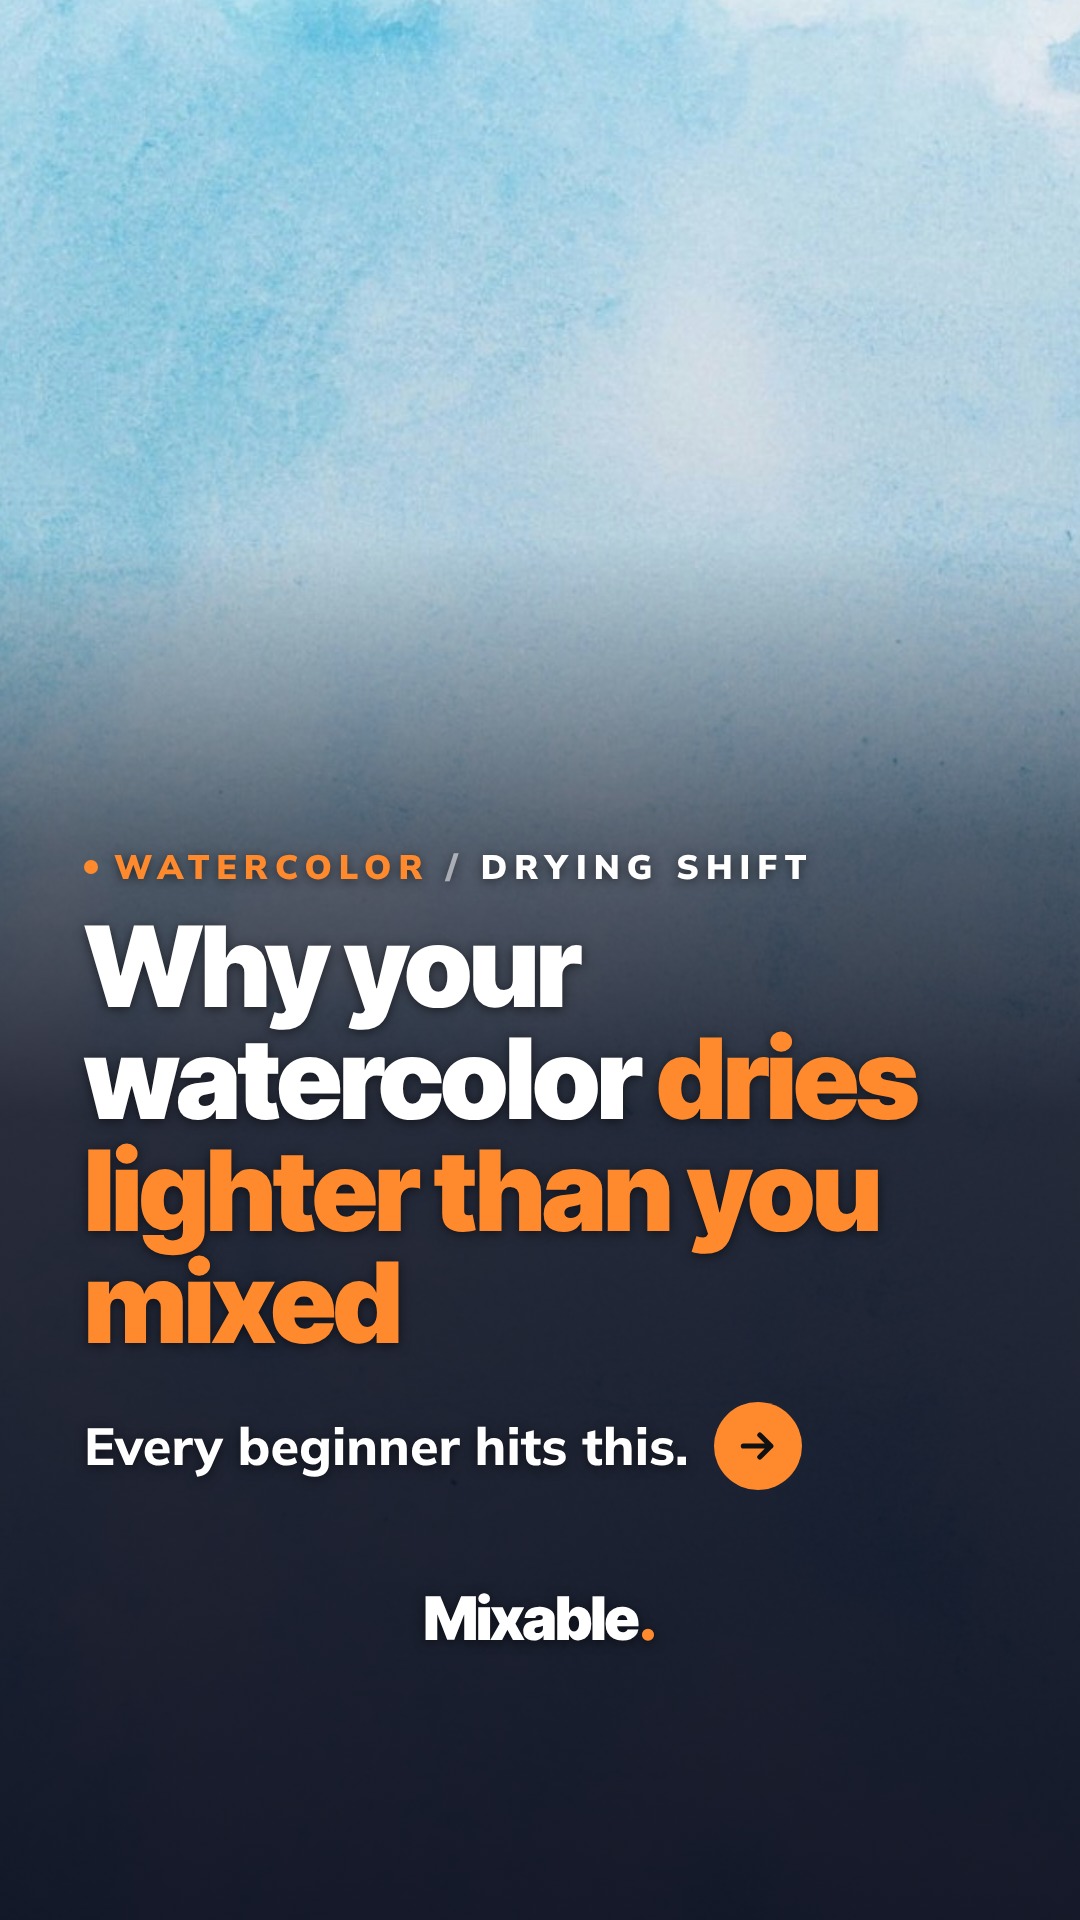 WATERCOLOR / DRYING SHIFT
Why your
watercolor dries
lighter than you
mixed
Every beginner hits this.
Mixable.